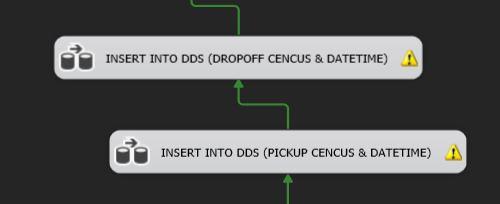 INSERT INTO DDS (DROPOFF CENCUS & DATETIME)
INSERT INTO DDS (PICKUP CENCUS & DATETIME)